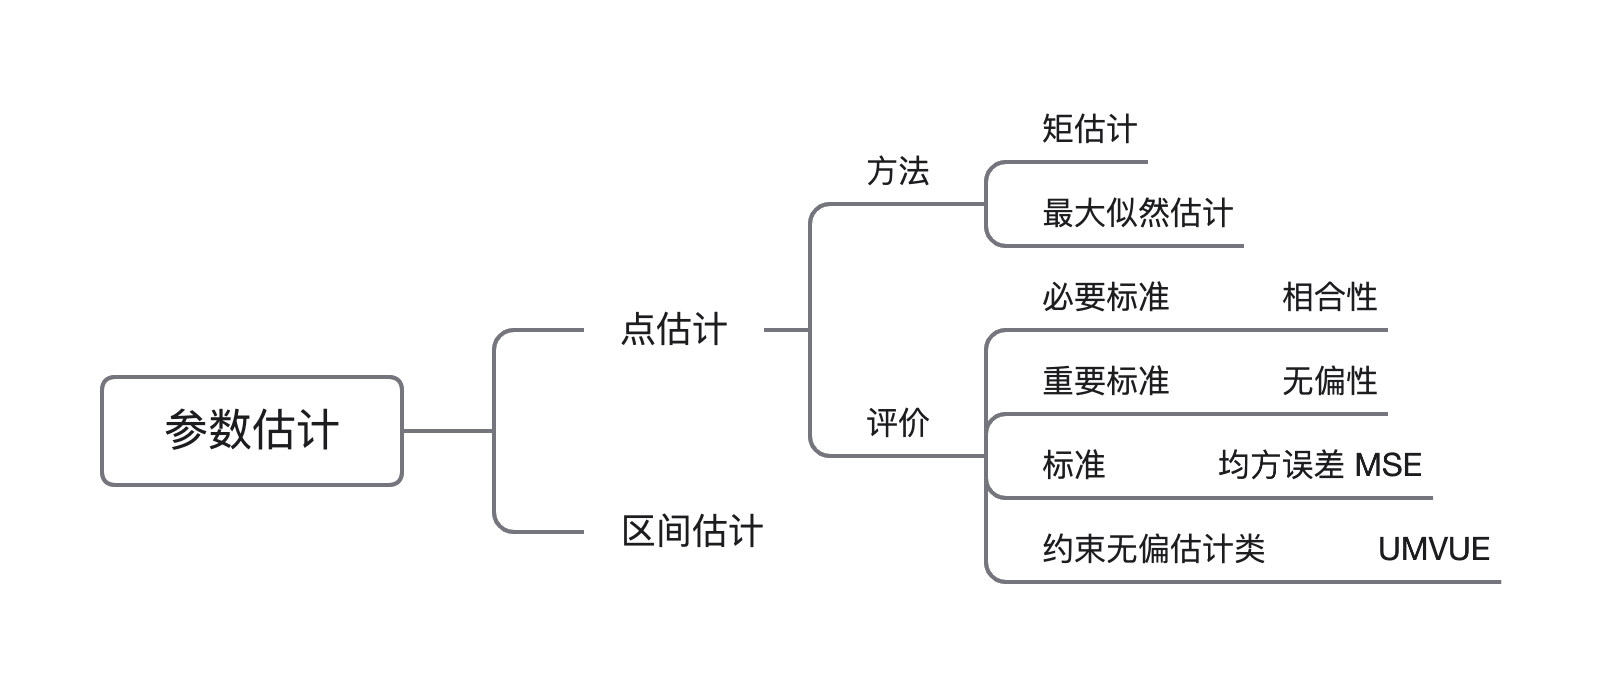 参数估计
点估计
方法
矩估计
最大似然估计
评价
必要标准 相合性
重要标准 无偏性
标准 均方误差 MSE
约束无偏估计类 UMVUE
区间估计